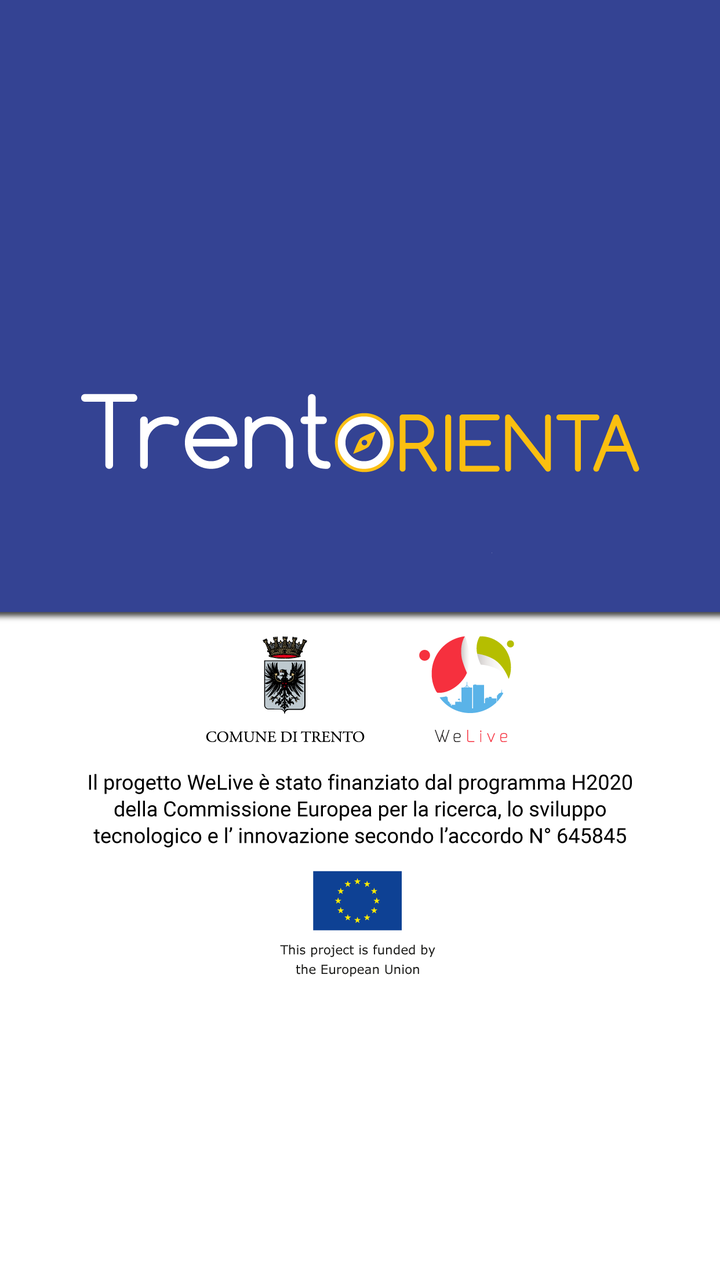 TrentoRIENTA
COMUNE DI TRENTO
WeLive
Il progetto WeLive è stato finanziato dal programma H2020
della Commissione Europea per la ricerca, lo sviluppo
tecnologico e l’ innovazione secondo l’accordo N° 645845
This project is funded by
the European Union